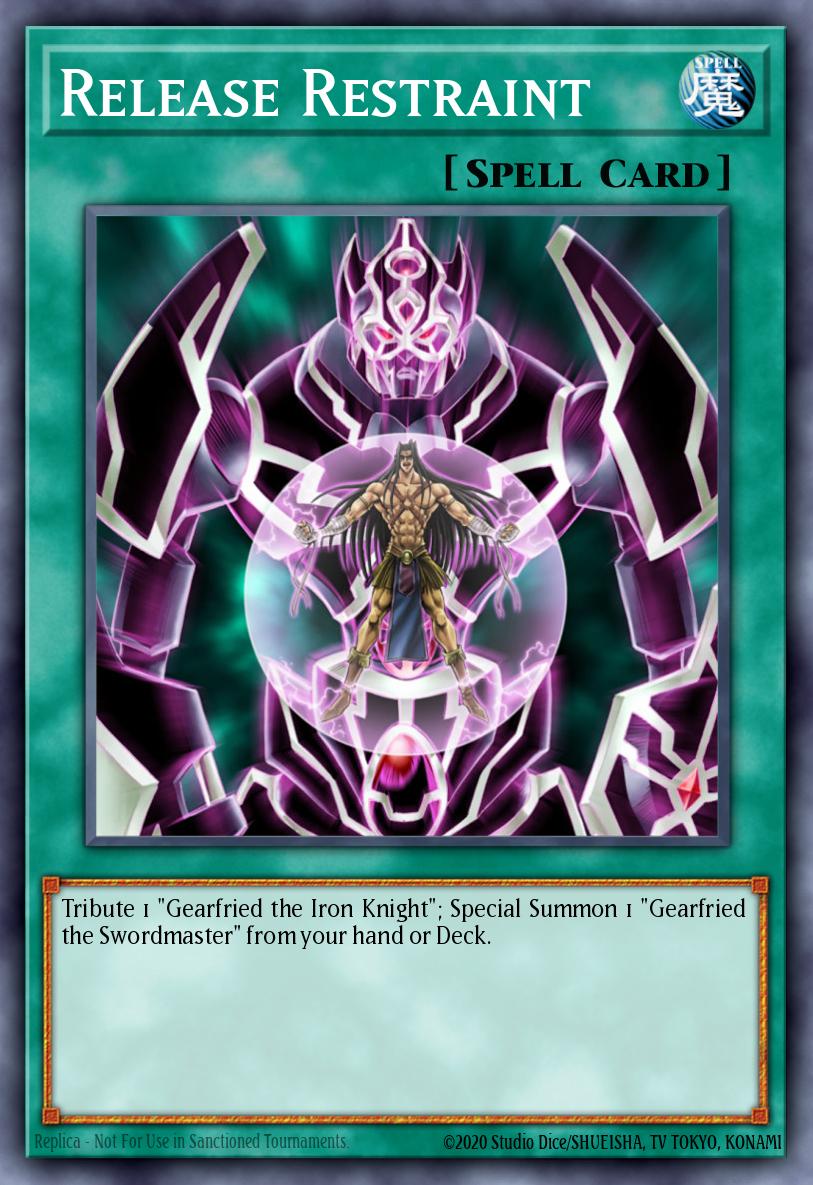 Release Restraint
SPELL
魔
[Spell Card]
Tribute 1 "Gearfried the Iron Knight"; Special Summon 1 "Gearfried
the Swordmaster" from your hand or Deck.
Replica - Not For Use in Sanctioned Tournaments.
©2020 Studio Dice/SHUEISHA, TV TOKYO, KONAMI